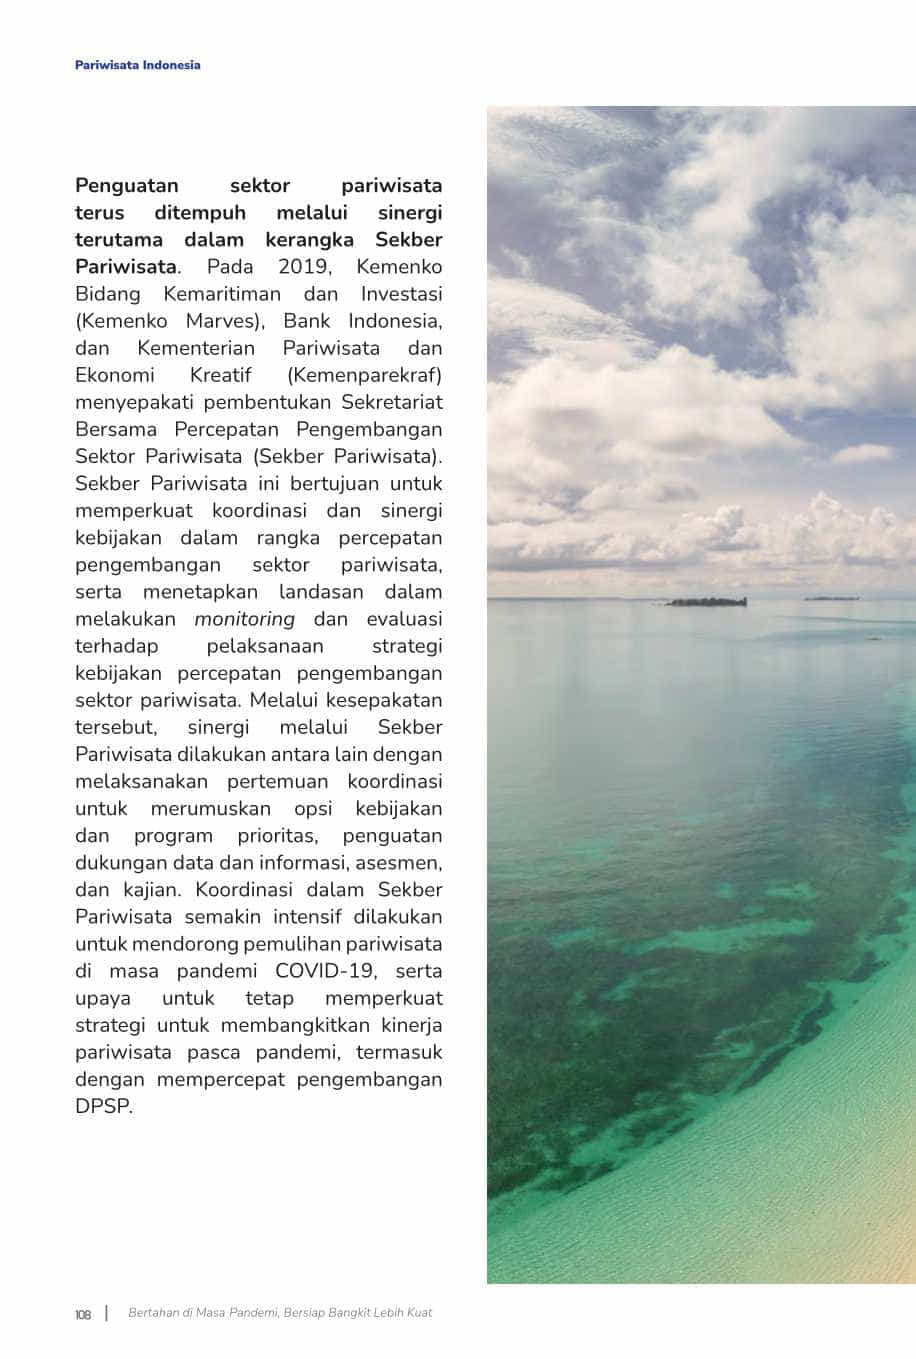 Pariwisata Indonesia
Penguatan sektor pariwisata
terus ditempuh melalui sinergi
terutama dalam kerangka Sekber
Pariwisata. Pada 2019, Kemenko
Bidang Kemaritiman dan Investasi
(Kemenko Marves), Bank Indonesia,
dan Kementerian Pariwisata dan
Ekonomi Kreatif (Kemenparekraf)
menyepakati pembentukan Sekretariat
Bersama Percepatan Pengembangan
Sektor Pariwisata (Sekber Pariwisata).
Sekber Pariwisata ini bertujuan untuk
memperkuat koordinasi dan sinergi
kebijakan dalam rangka percepatan
pengembangan sektor pariwisata,
serta menetapkan landasan dalam
melakukan monitoring dan evaluasi
terhadap pelaksanaan strategi
kebijakan percepatan pengembangan
sektor pariwisata. Melalui kesepakatan
tersebut, sinergi melalui Sekber
Pariwisata dilakukan antara lain dengan
melaksanakan pertemuan koordinasi
untuk merumuskan opsi kebijakan
dan program prioritas, penguatan
dukungan data dan informasi, asesmen,
dan kajian. Koordinasi dalam Sekber
Pariwisata semakin intensif dilakukan
untuk mendorong pemulihan pariwisata
di masa pandemi COVID-19, serta
upaya untuk tetap memperkuat
strategi untuk membangkitkan kinerja
pariwisata pasca pandemi, termasuk
dengan mempercepat pengembangan
DPSP.
108 | Bertahan di Masa Pandemi, Bersiap Bangkit Lebih Kuat